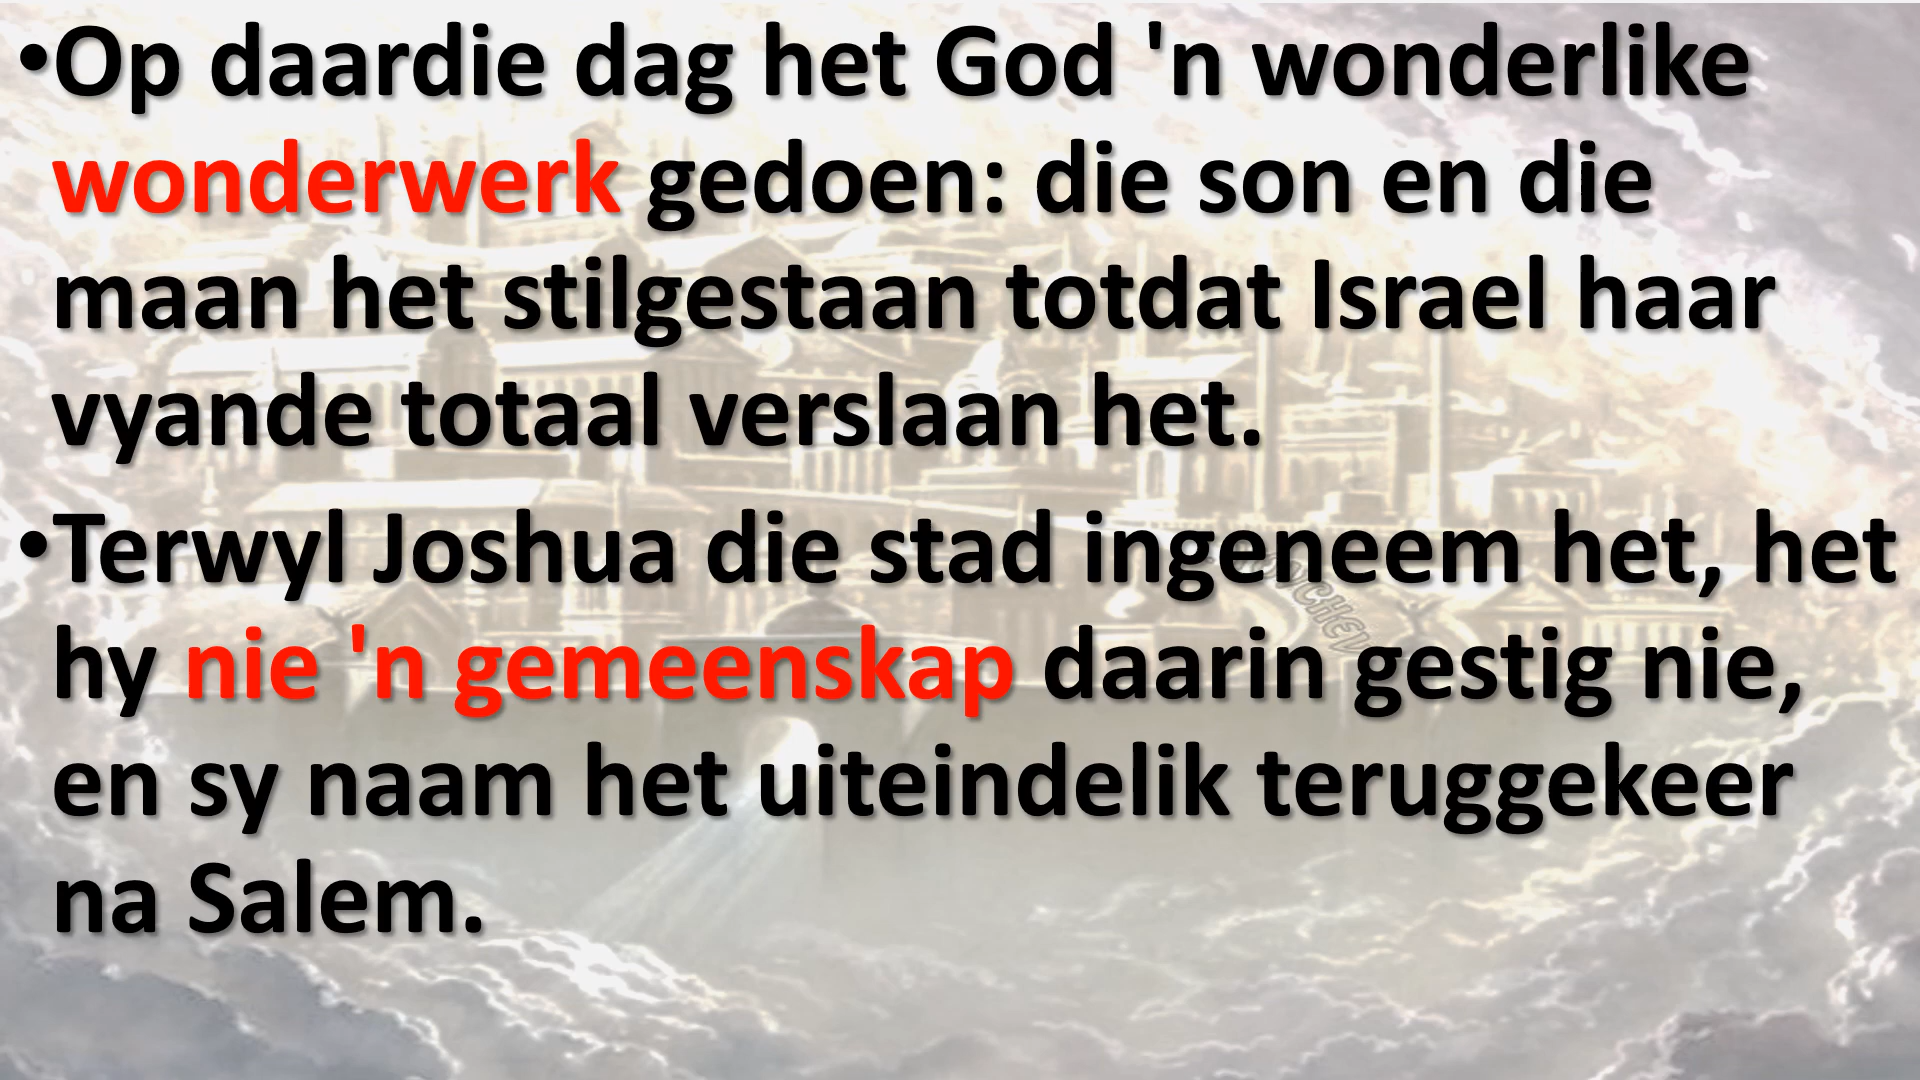 •Op daardie dag het God 'n wonderlike
wonderwerk gedoen: die son en die
maan het stilgestaan totdat Israel haar
vyande totaal verslaan het.
•Terwyl Joshua die stad ingeneem het, het
hy nie 'n gemeenskap daarin gestig nie,
en sy naam het uiteindelik teruggekeer
na Salem.